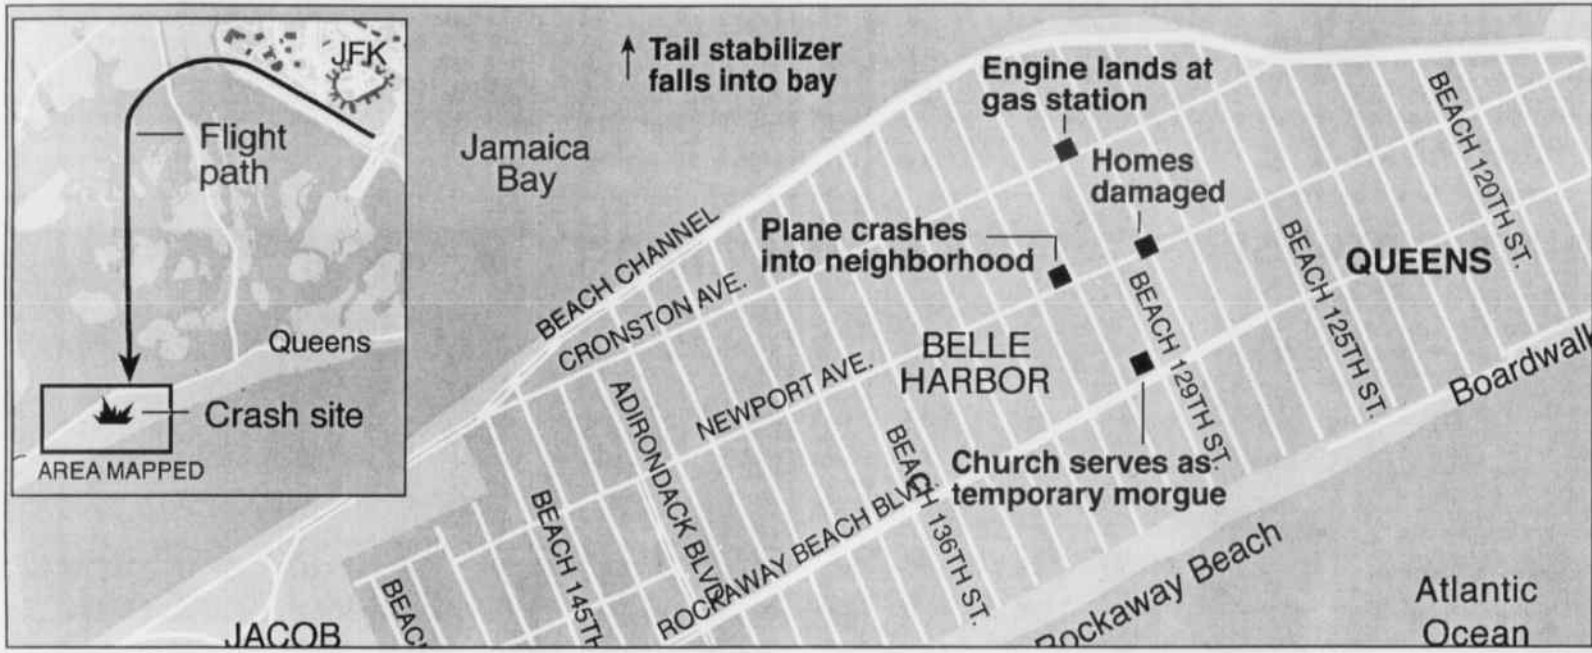 JFK
Flight
path
Queens
Crash site
AREA MAPPED
Tail stabilizer
falls into bay
Jamaica
Bay
Engine lands at
gas station
Homes
damaged
Plane crashes
into neighborhood
QUEENS
BELLE
HARBOR
Church serves as
temporary morgue
BEACH CHANNEL
CRONSTON AVE.
NEWPORT AVE.
ROCKAWAY BEACH BLVD.
ADIRONDACK BLVD.
BEACH 145TH
BEACH 136TH ST.
BEACH 129TH ST.
BEACH 125TH ST.
BEACH 120TH ST.
Boardwalk
Rockaway Beach
Atlantic
Ocean
JACOB